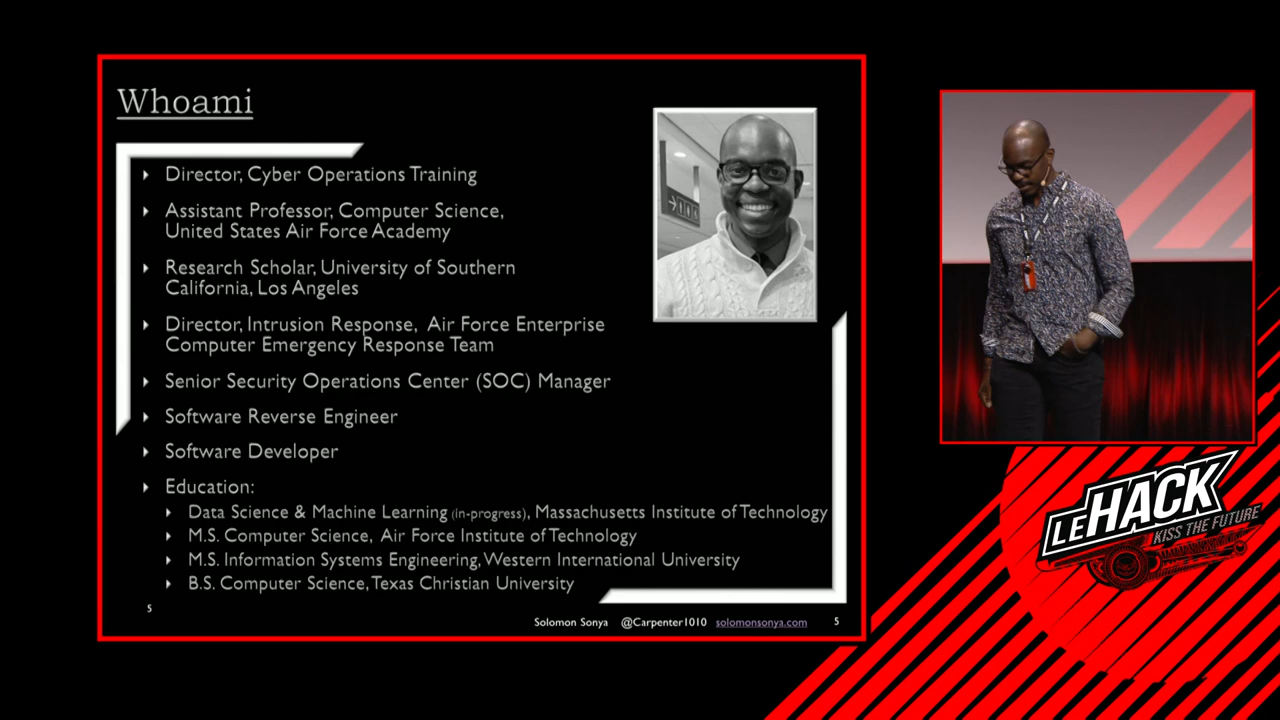 Whoami
Director, Cyber Operations Training
Assistant Professor, Computer Science,
United States Air Force Academy
Research Scholar, University of Southern
California, Los Angeles
Director, Intrusion Response, Air Force Enterprise
Computer Emergency Response Team
Senior Security Operations Center (SOC) Manager
Software Reverse Engineer
Software Developer
Education:
Data Science & Machine Learning (in-progress), Massachusetts Institute of Technology
M.S. Computer Science, Air Force Institute of Technology
M.S. Information Systems Engineering, Western International University
B.S. Computer Science, Texas Christian University
5
Solomon Sonya @Carpenter1010 solomonsonya.com 5
LEHACK
KISS THE FUTURE